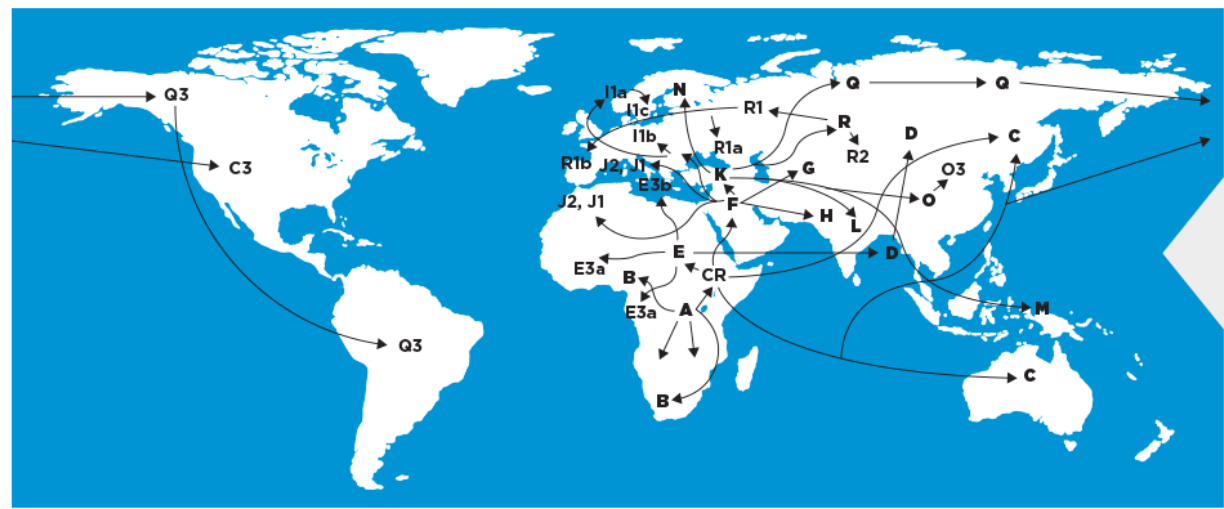 Q3
C3
Q3
I1a
I1c
N
R1
Q
Q
I1b
R1a
R
R2
D
C
R1b
J2, J1
K
G
O3
E3b
J2, J1
F
H
L
O
E
D
E3a
B
CR
E3a
A
M
B
C